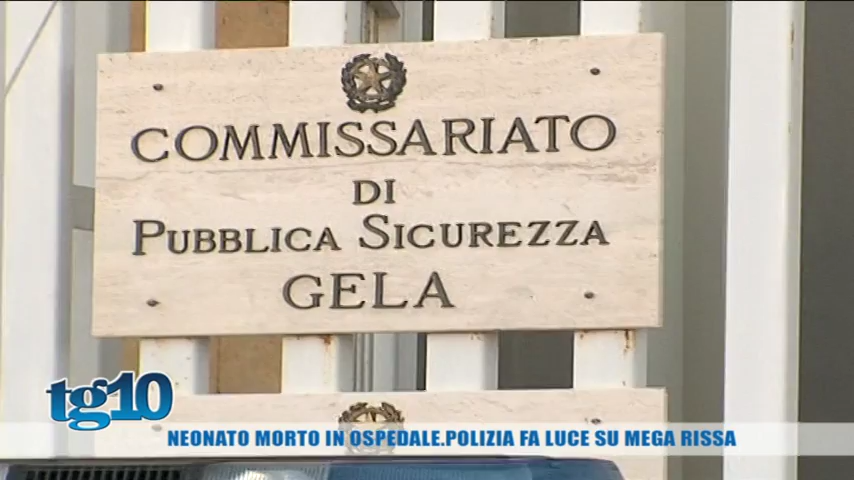 COMMISSARIATO
DI
PUBBLICA SICUREZZA
GELA
tg10
NEONATO MORTO IN OSPEDALE.POLIZIA FA LUCE SU MEGA RISSA